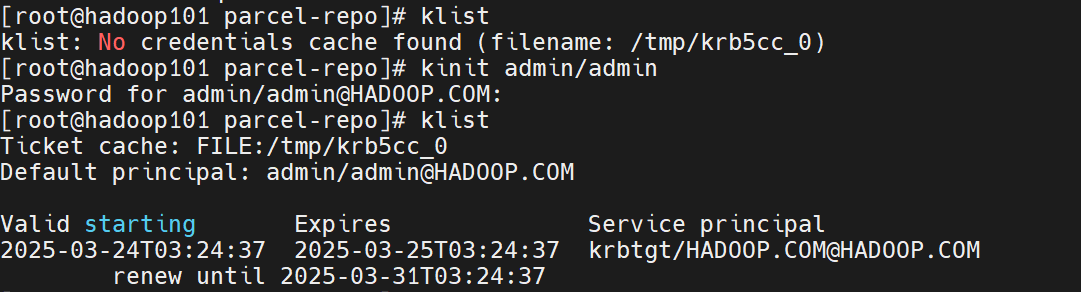 [root@hadoop101 parcel-repo]# klist
klist: No credentials cache found (filename: /tmp/krb5cc_0)
[root@hadoop101 parcel-repo]# kinit admin/admin
Password for admin/admin@HADOOP.COM:
[root@hadoop101 parcel-repo]# klist
Ticket cache: FILE:/tmp/krb5cc_0
Default principal: admin/admin@HADOOP.COM

Valid starting       Expires              Service principal
2025-03-24T03:24:37  2025-03-25T03:24:37  krbtgt/HADOOP.COM@HADOOP.COM
        renew until 2025-03-31T03:24:37